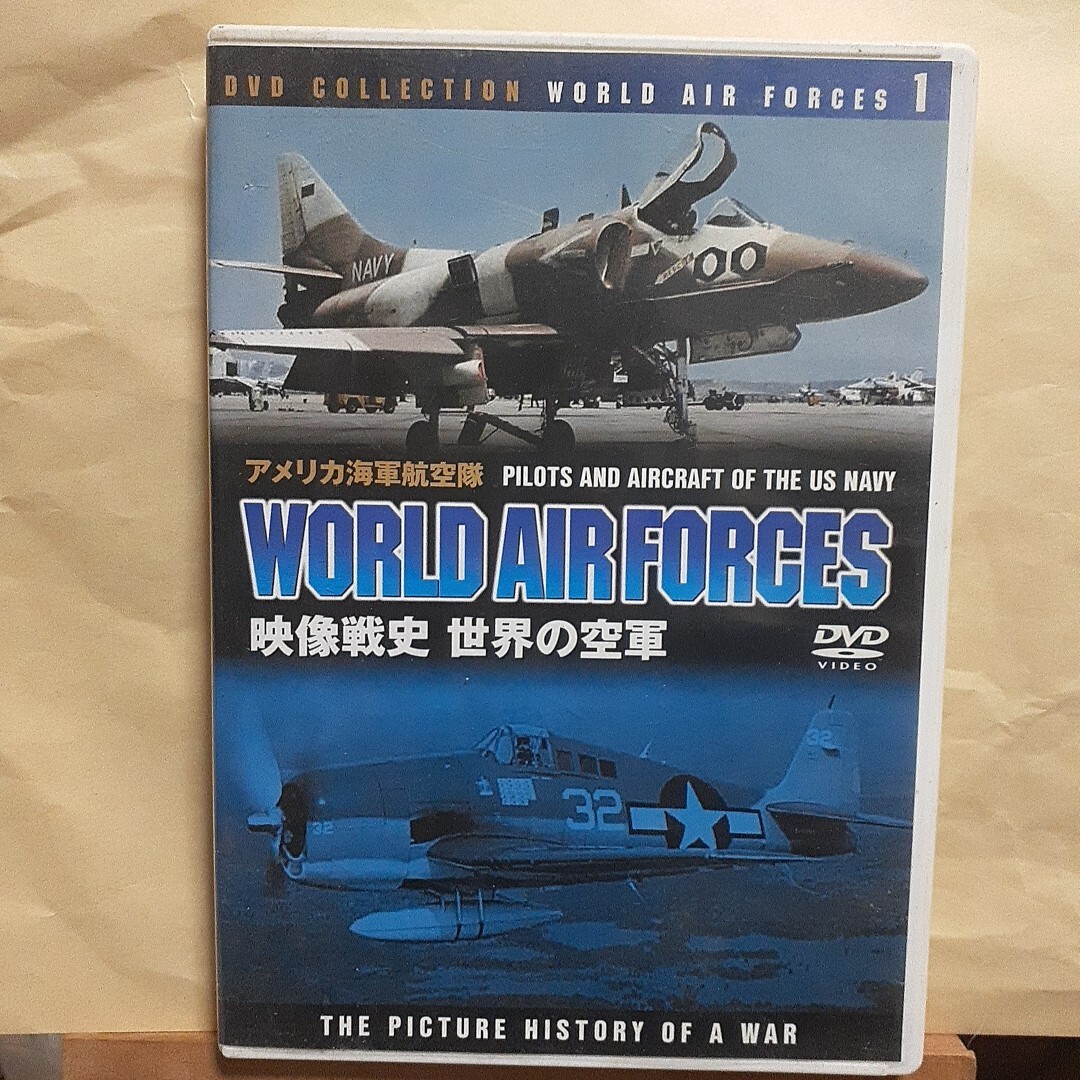 DVD COLLECTION WORLD AIR FORCES 1
NAVY
00
アメリカ海軍航空隊 PILOTS AND AIRCRAFT OF THE US NAVY
WORLD AIR FORCES
映像戦史 世界の空軍
DVD
VIDEO
32
32
32
THE PICTURE HISTORY OF A WAR